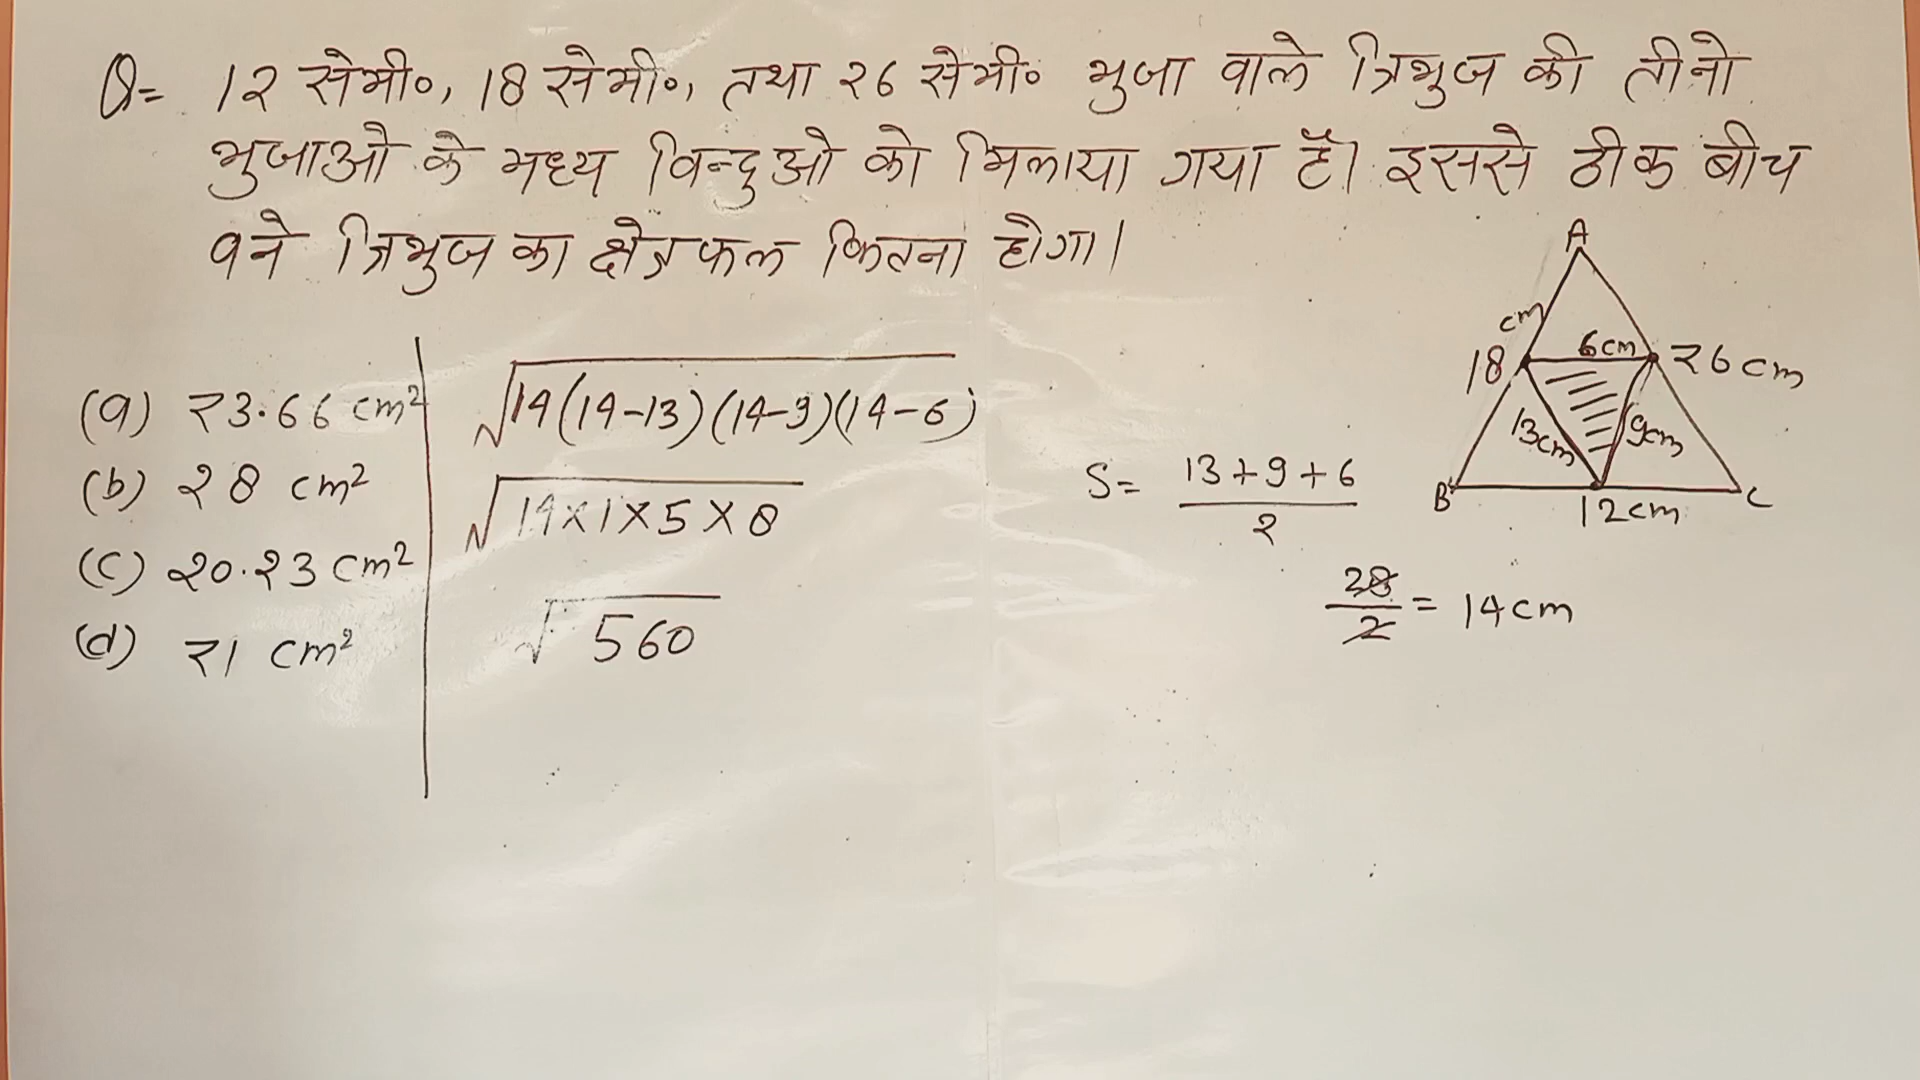 Q= 12 सेमी०, 18 सेमी०, तथा 26 सेमी० भुजा वाले त्रिभुज की तीनो
भुजाओ के मध्य विन्दुओ को मिलाया गया है। इससे ठीक बीच
बने त्रिभुज का क्षेत्रफल कितना होगा।
(a) 23.66 cm²
(b) 28 cm²
(c) 20.23 cm²
(d) 21 cm²
√14(14-13)(14-9)(14-6)
√14×1×5×8
√560
S= 13+9+6
2
28
2
= 14cm
A
18 cm
6cm
26cm
13cm
9cm
B
12cm
C